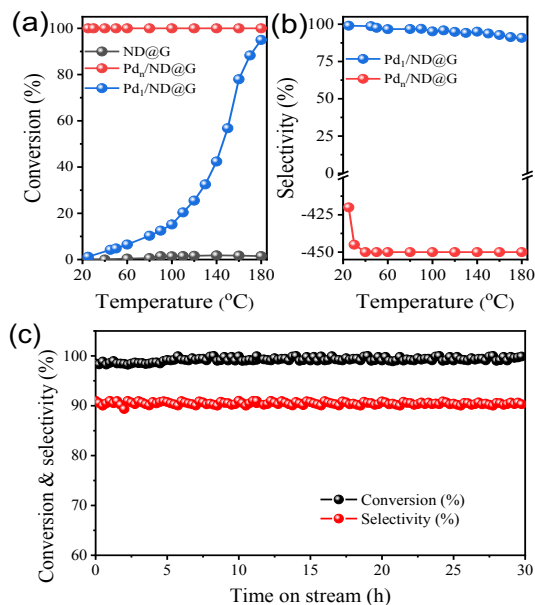 (a)
Conversion (%)
100
80
60
40
20
0
ND@G
Pdn/ND@G
Pd1/ND@G
20 60 100 140 180
Temperature (ºC)
(b)
Selectivity (%)
100
75
50
25
0
-425
-450
Pd1/ND@G
Pdn/ND@G
20 60 100 140 180
Temperature (ºC)
(c)
Conversion & selectivity (%)
100
90
80
70
60
Conversion (%)
Selectivity (%)
0 5 10 15 20 25 30
Time on stream (h)